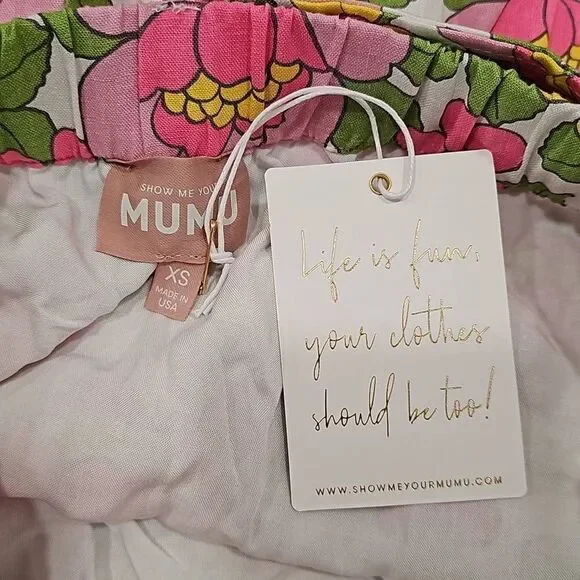 SHOW ME YOUR
MUMU
XS
MADE IN
USA
Life is fun,
your clothes
should be too!
WWW.SHOWMEYOURMUMU.COM